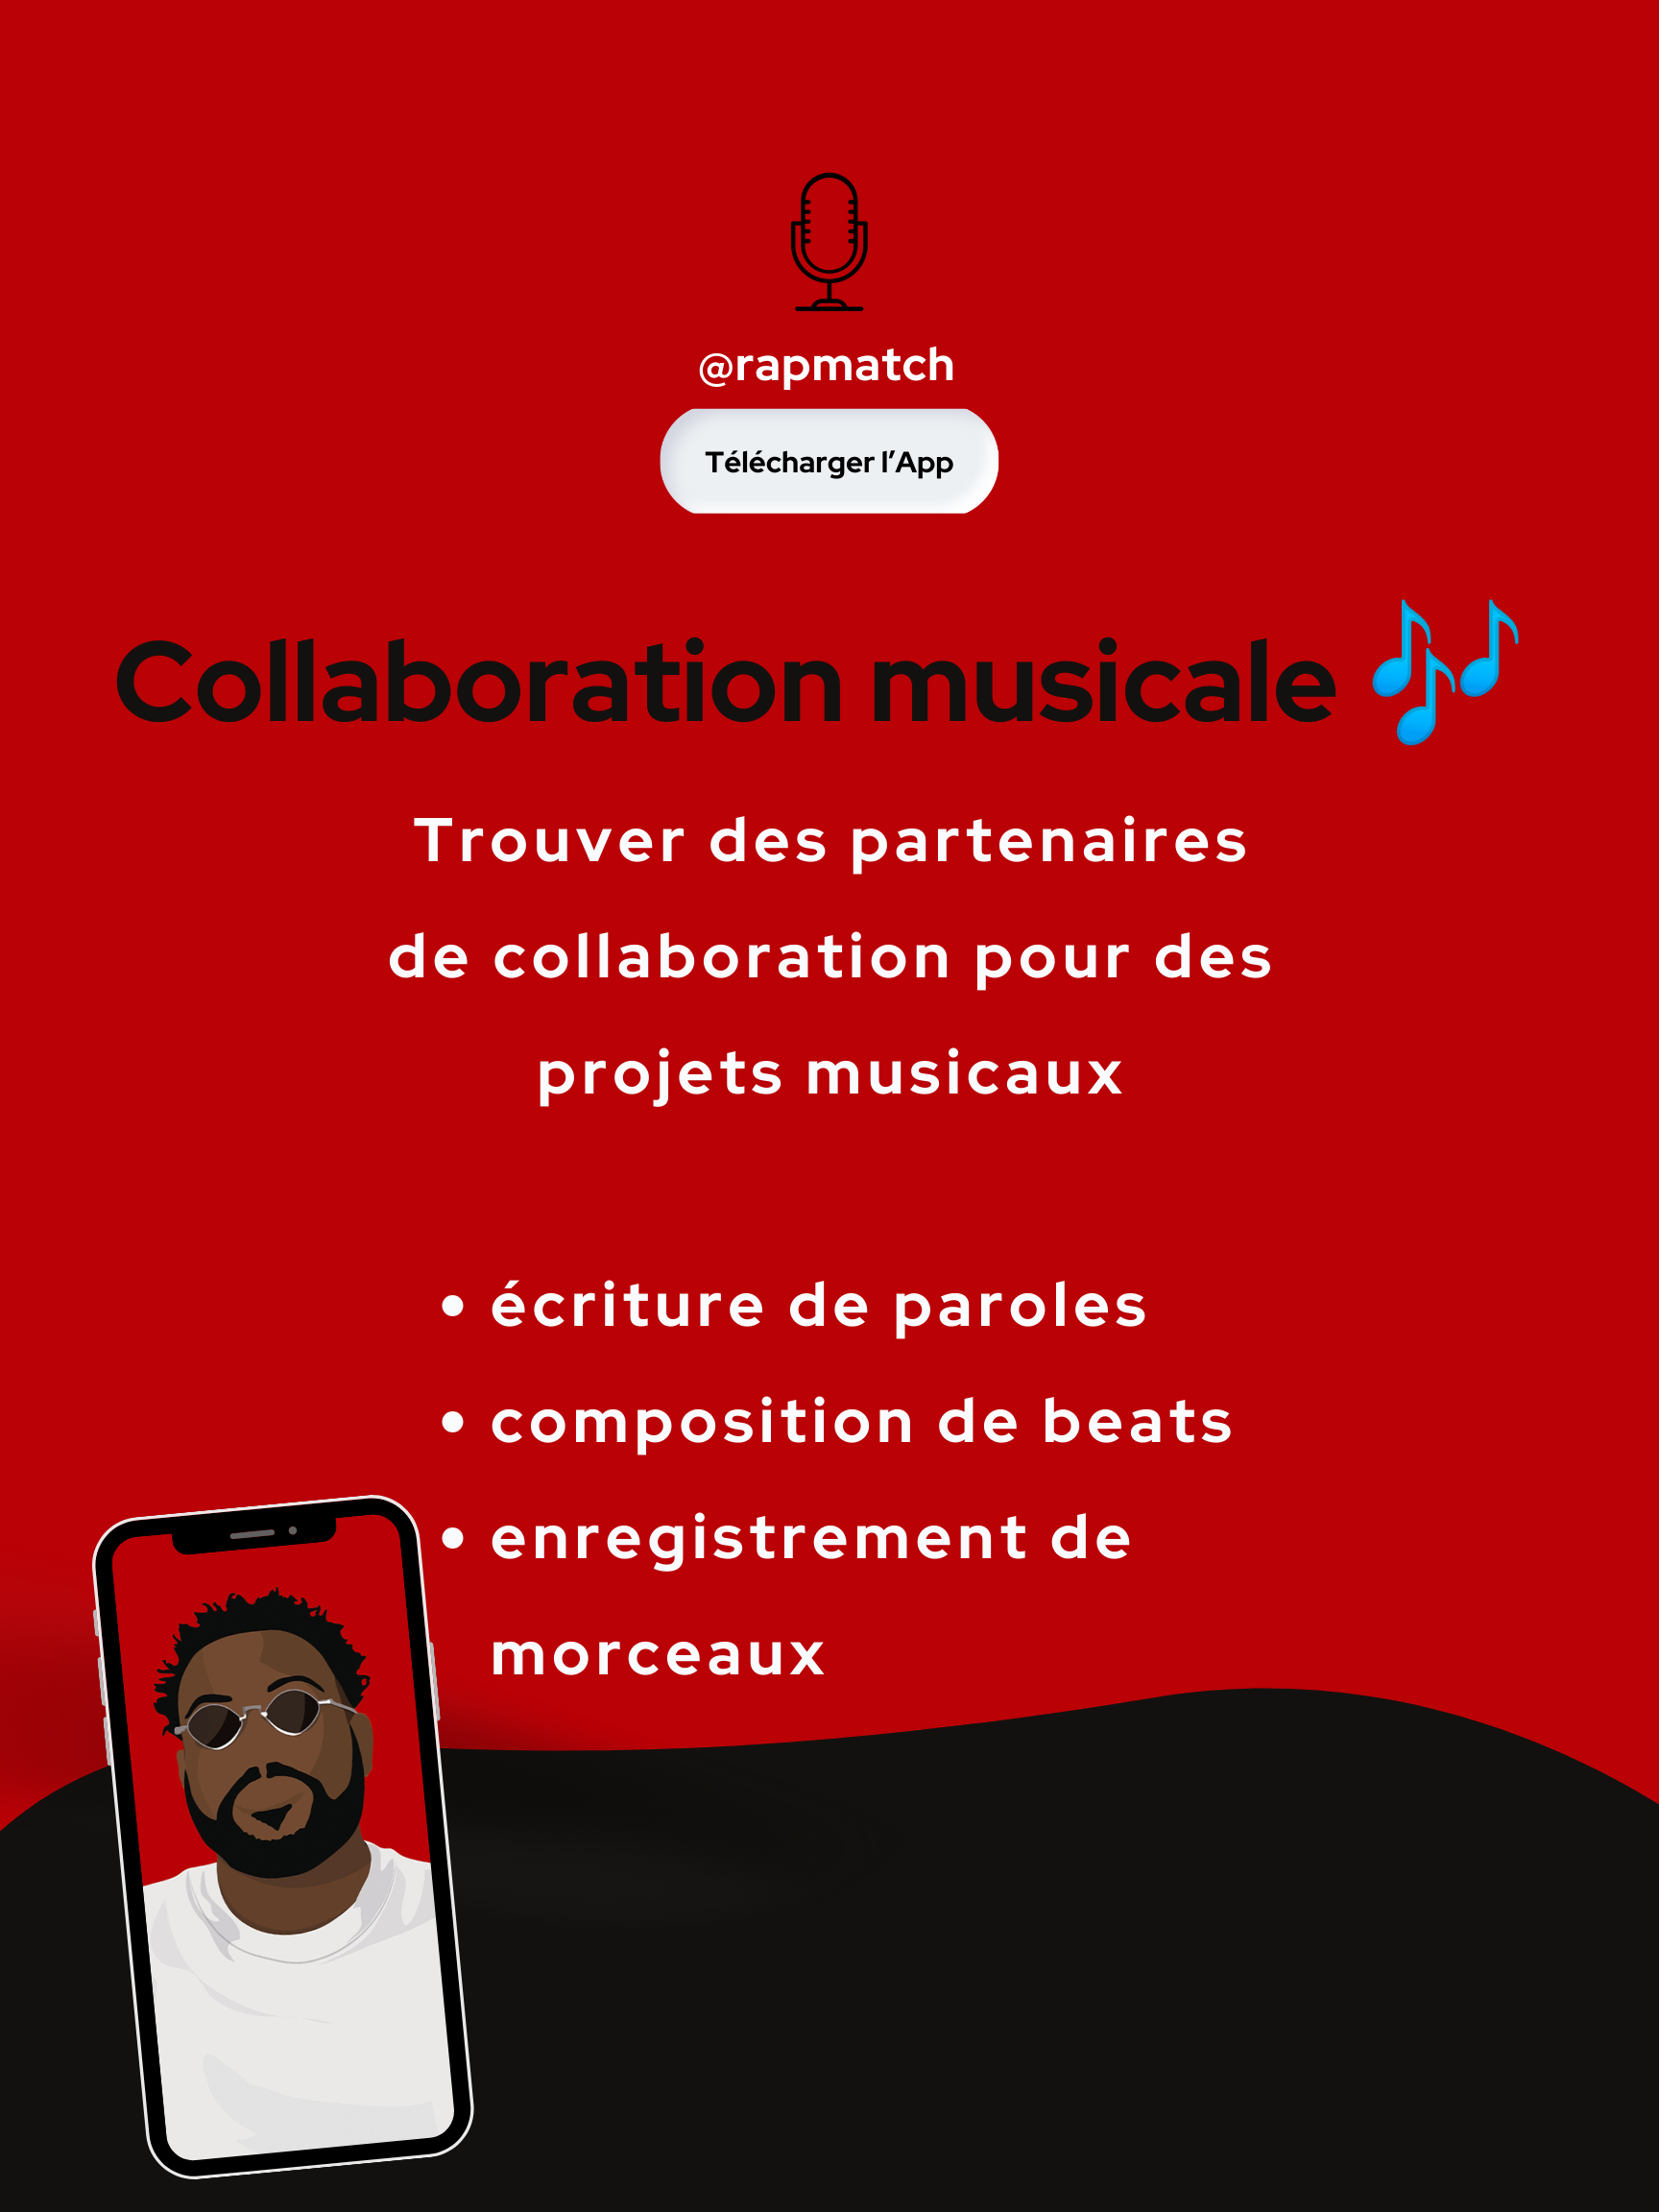 @rapmatch
Télécharger l’App
Collaboration musicale 🎶
Trouver des partenaires
de collaboration pour des
projets musicaux
• écriture de paroles
• composition de beats
• enregistrement de
morceaux